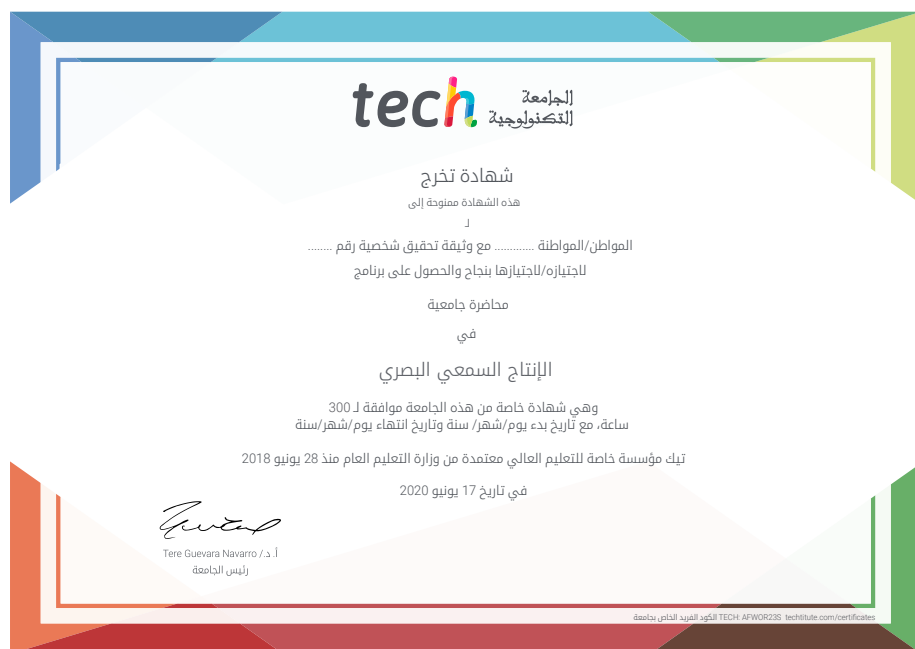 tech الجامعة
التكنولوجية
شهادة تخرج
هذه الشهادة ممنوحة إلى
لـ
المواطن/المواطنة ............ مع وثيقة تحقيق شخصية رقم ........
لاجتيازه/لاجتيازها بنجاح والحصول على برنامج
محاضرة جامعية
في
الإنتاج السمعي البصري
وهي شهادة خاصة من هذه الجامعة موافقة لـ 300
ساعة، مع تاريخ بدء يوم/شهر/ سنة وتاريخ انتهاء يوم/شهر/سنة
تيك مؤسسة خاصة للتعليم العالي معتمدة من وزارة التعليم العام منذ 28 يونيو 2018
في تاريخ 17 يونيو 2020
أ. د./ Tere Guevara Navarro
رئيس الجامعة
الكود الفريد الخاص بجامعة TECH: AFWOR23S techtitute.com/certificates